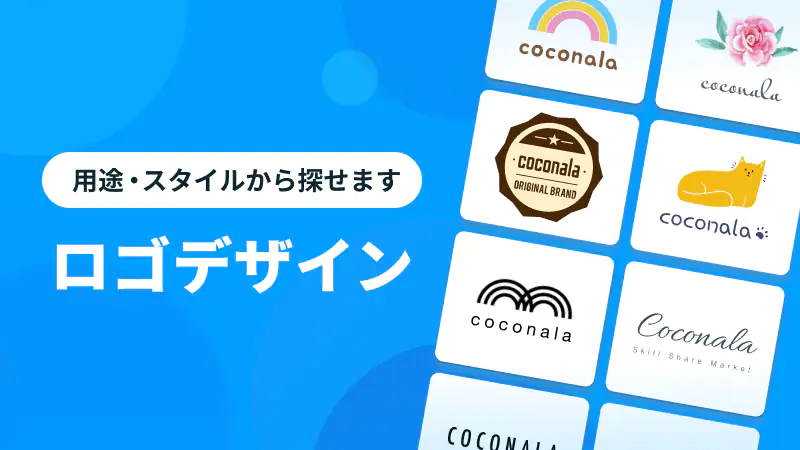 用途・スタイルから探せます
ロゴデザイン
coconala
coconala
coconala
ORIGINAL BRAND
coconala
coconala
Coconala
Skill Share Market
COCONALA